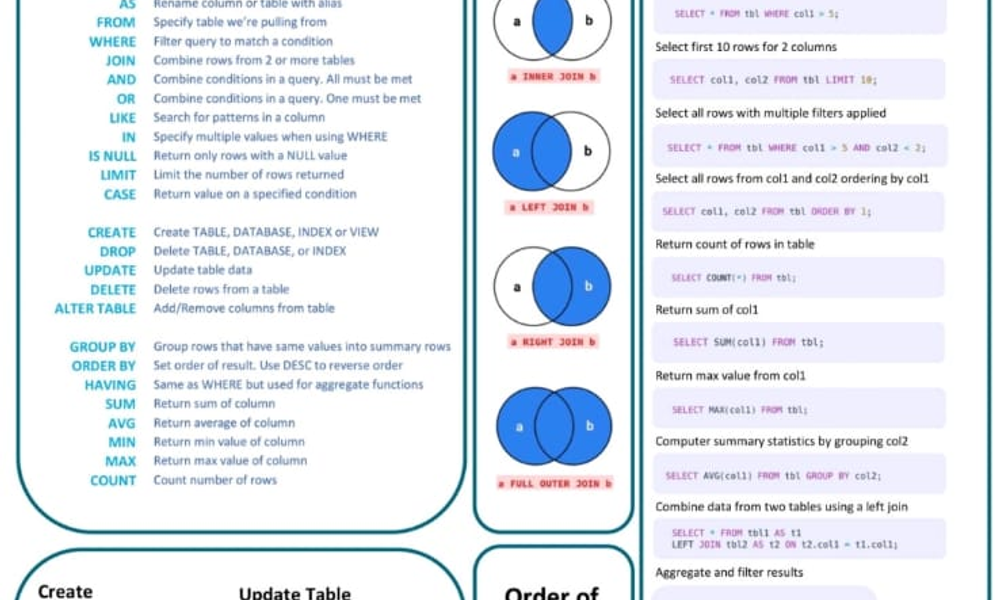 AS Rename column or table with alias
FROM Specify table we're pulling from
WHERE Filter query to match a condition
JOIN Combine rows from 2 or more tables
AND Combine conditions in a query. All must be met
OR Combine conditions in a query. One must be met
LIKE Search for patterns in a column
IN Specify multiple values when using WHERE
IS NULL Return only rows with a NULL value
LIMIT Limit the number of rows returned
CASE Return value on a specified condition
CREATE Create TABLE, DATABASE, INDEX or VIEW
DROP Delete TABLE, DATABASE, or INDEX
UPDATE Update table data
DELETE Delete rows from a table
ALTER TABLE Add/Remove columns from table
GROUP BY Group rows that have same values into summary rows
ORDER BY Set order of result. Use DESC to reverse order
HAVING Same as WHERE but used for aggregate functions
SUM Return sum of column
AVG Return average of column
MIN Return min value of column
MAX Return max value of column
COUNT Count number of rows
Create
Update Table
a b
a INNER JOIN b
a b
a LEFT JOIN b
a b
a RIGHT JOIN b
a b
a FULL OUTER JOIN b
Order of
SELECT * FROM tbl WHERE col1 > 5;
Select first 10 rows for 2 columns
SELECT col1, col2 FROM tbl LIMIT 10;
Select all rows with multiple filters applied
SELECT * FROM tbl WHERE col1 > 5 AND col2 < 2;
Select all rows from col1 and col2 ordering by col1
SELECT col1, col2 FROM tbl ORDER BY 1;
Return count of rows in table
SELECT COUNT(*) FROM tbl;
Return sum of col1
SELECT SUM(col1) FROM tbl;
Return max value from col1
SELECT MAX(col1) FROM tbl;
Computer summary statistics by grouping col2
SELECT AVG(col1) FROM tbl GROUP BY col2;
Combine data from two tables using a left join
SELECT * FROM tbl1 AS t1
LEFT JOIN tbl2 AS t2 ON t2.col1 = t1.col1;
Aggregate and filter results